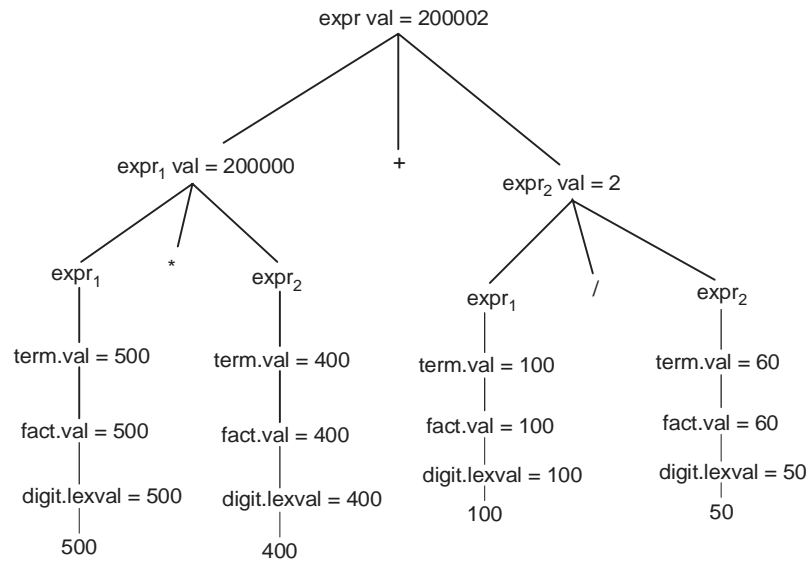 expr val = 200002
expr₁ val = 200000
+
expr₂ val = 2
expr₁
*
expr₂
expr₁
/
expr₂
term.val = 500
term.val = 400
term.val = 100
term.val = 60
fact.val = 500
fact.val = 400
fact.val = 100
fact.val = 60
digit.lexval = 500
digit.lexval = 400
digit.lexval = 100
digit.lexval = 50
500
400
100
50